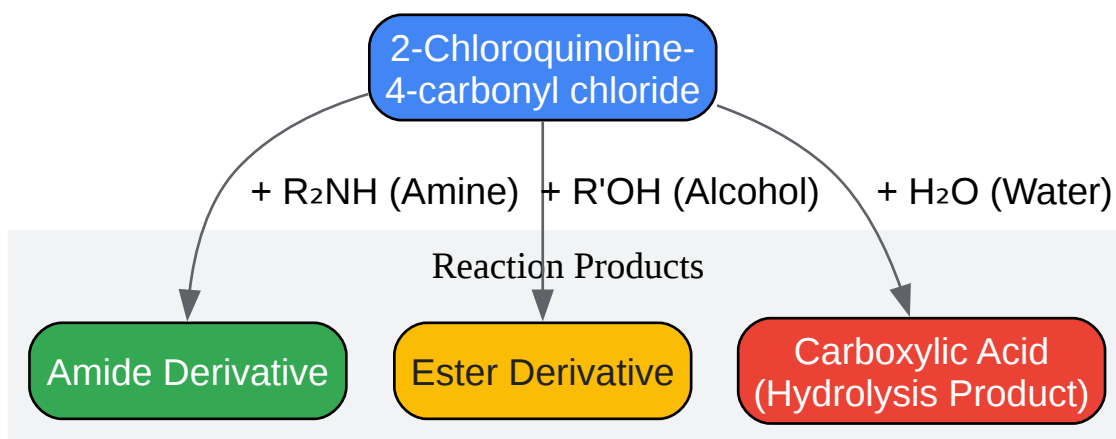 2-Chloroquinoline-
4-carbonyl chloride
+ R₂NH (Amine)
+ R'OH (Alcohol)
+ H₂O (Water)
Reaction Products
Amide Derivative
Ester Derivative
Carboxylic Acid
(Hydrolysis Product)